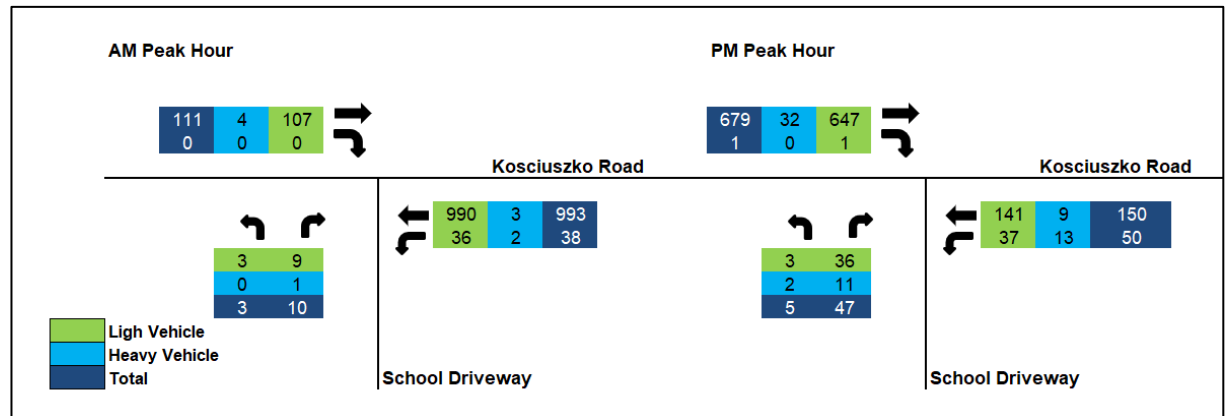 AM Peak Hour
PM Peak Hour
111 4 107
0 0 0
679 32 647
1 0 1
Kosciuszko Road
Kosciuszko Road
990 3 993
36 2 38
141 9 150
37 13 50
3 9
0 1
3 10
3 36
2 11
5 47
Ligh Vehicle
Heavy Vehicle
Total
School Driveway
School Driveway